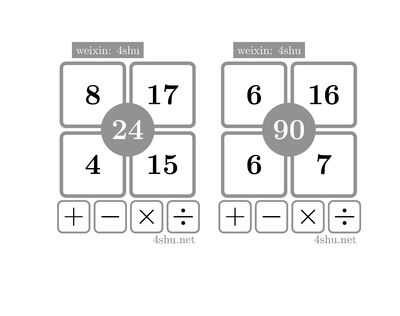 weixin: 4shu
8 17
24
4 15
+ − × ÷
4shu.net
weixin: 4shu
6 16
90
6 7
+ − × ÷
4shu.net